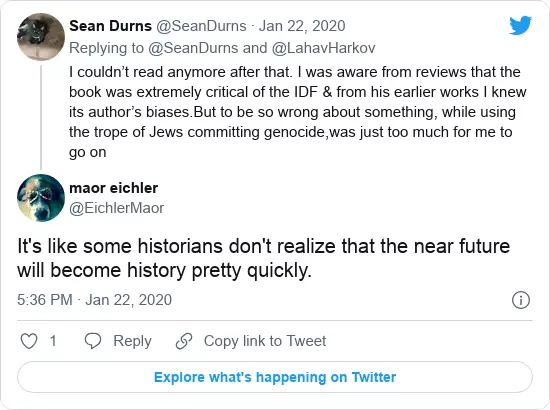 Sean Durns @SeanDurns · Jan 22, 2020
Replying to @SeanDurns and @LahavHarkov
I couldn’t read anymore after that. I was aware from reviews that the
book was extremely critical of the IDF & from his earlier works I knew
its author’s biases.But to be so wrong about something, while using
the trope of Jews committing genocide,was just too much for me to
go on
maor eichler
@EichlerMaor
It's like some historians don't realize that the near future
will become history pretty quickly.
5:36 PM · Jan 22, 2020
1 Reply Copy link to Tweet
Explore what's happening on Twitter